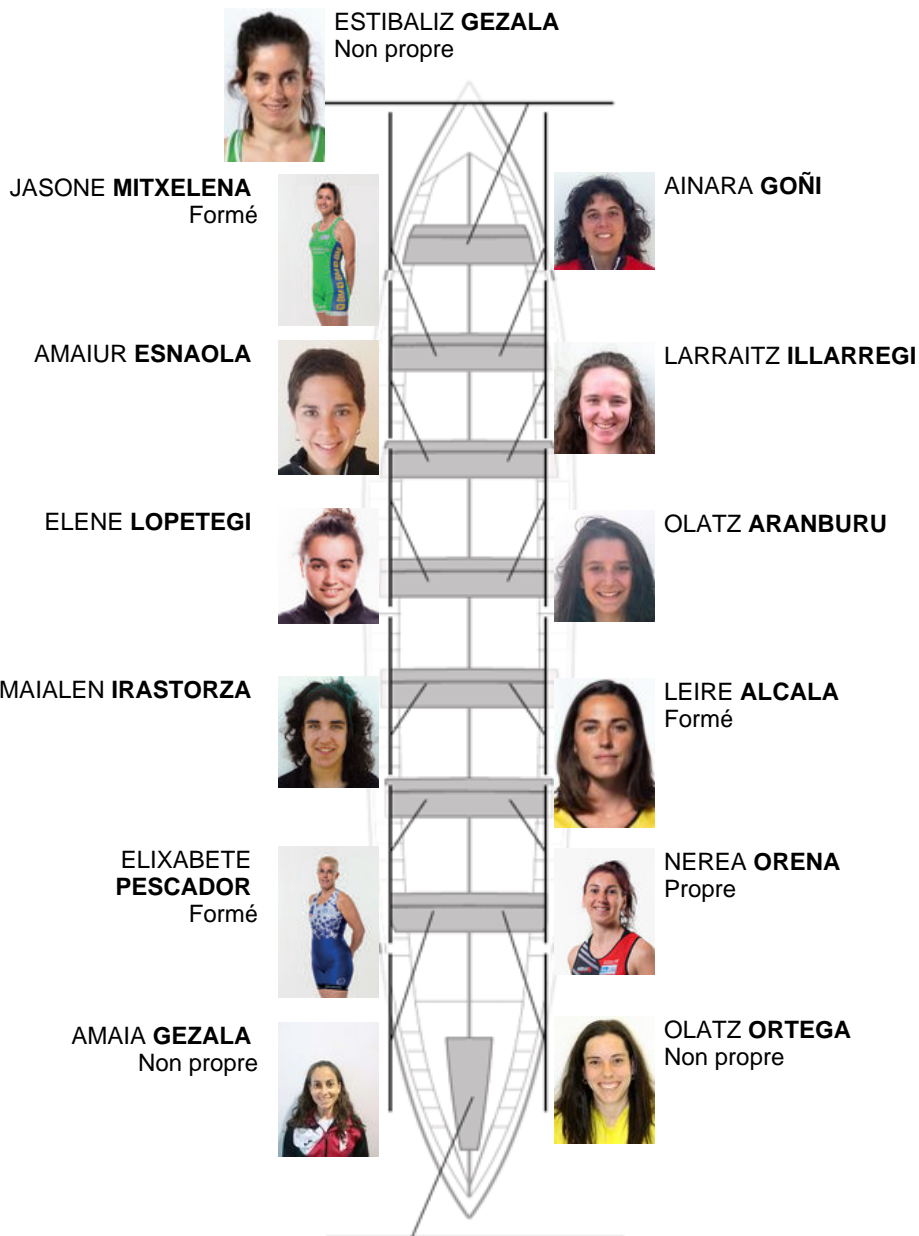 ESTIBALIZ GEZALA
Non propre
JASONE MITXELENA
Formé
AINARA GOÑI
AMAIUR ESNAOLA
LARRAITZ ILLARREGI
ELENE LOPETEGI
OLATZ ARANBURU
MAIALEN IRASTORZA
LEIRE ALCALA
Formé
ELIXABETE
PESCADOR
Formé
NEREA ORENA
Propre
AMAIA GEZALA
Non propre
OLATZ ORTEGA
Non propre